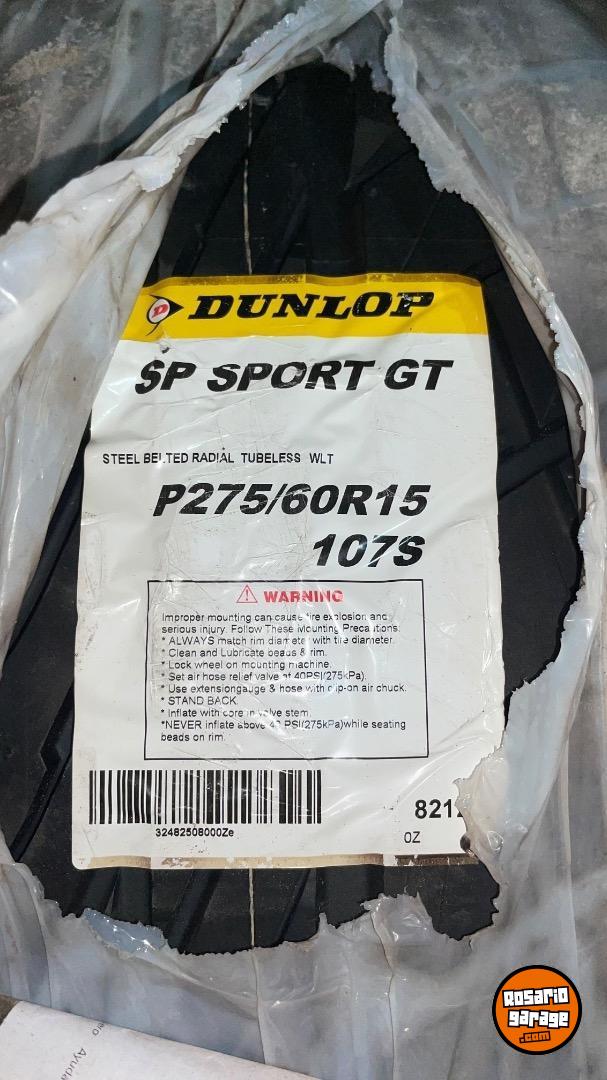 DUNLOP
SP SPORT GT
STEEL BELTED RADIAL TUBELESS WLT
P275/60R15
107S
WARNING
Improper mounting can cause tire explosion and
serious injury. Follow These Mounting Precautions:
* ALWAYS match rim diameter with tire diameter.
* Clean and Lubricate beads & rim.
* Lock wheel on mounting machine.
* Set air hose relief valve at 40PSI(275kPa).
* Use extensiongauge & hose with clip-on air chuck.
* STAND BACK
* Inflate with core in valve stem.
*NEVER inflate above 40 PSI(275kPa)while seating
beads on rim.
8212
32482508000Ze
0Z
Ayuda
Rosario
garage
.com